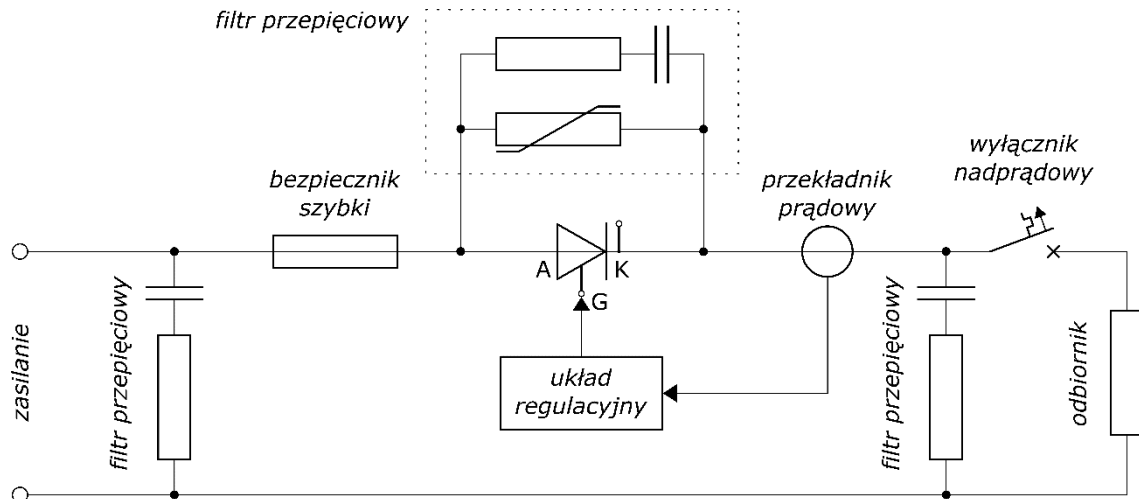 filtr przepięciowy
bezpiecznik
szybki
przekładnik
prądowy
wyłącznik
nadprądowy
A
K
G
zasilanie
filtr przepięciowy
układ
regulacyjny
filtr przepięciowy
odbiornik